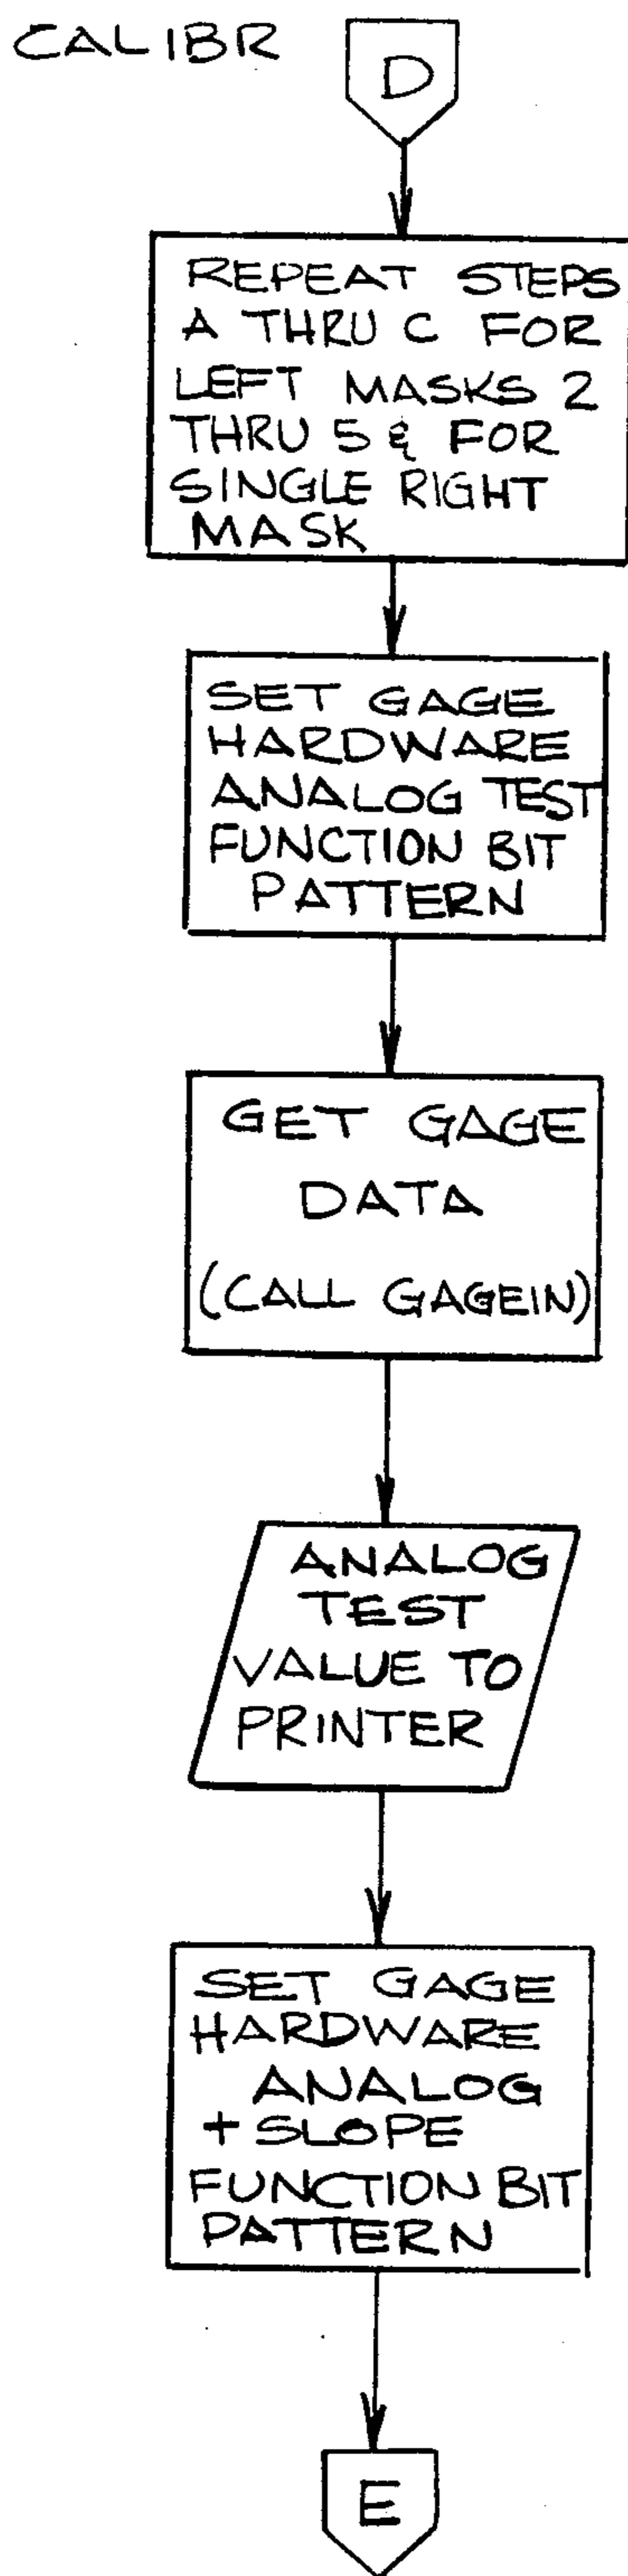 CALIBR
D
REPEAT STEPS
A THRU C FOR
LEFT MASKS 2
THRU 5 & FOR
SINGLE RIGHT
MASK
SET GAGE
HARDWARE
ANALOG TEST
FUNCTION BIT
PATTERN
GET GAGE
DATA
(CALL GAGEIN)
ANALOG
TEST
VALUE TO
PRINTER
SET GAGE
HARDWARE
ANALOG
+ SLOPE
FUNCTION BIT
PATTERN
E